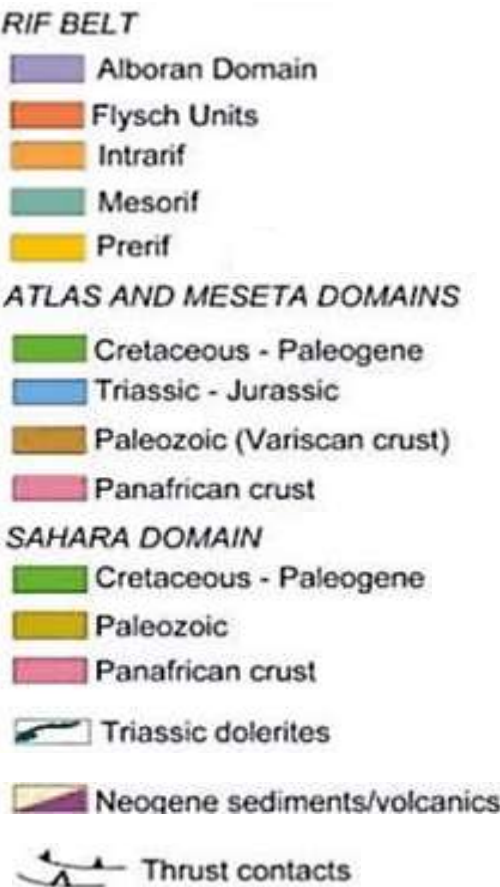 RIF BELT
Alboran Domain
Flysch Units
Intrarif
Mesorif
Prerif
ATLAS AND MESETA DOMAINS
Cretaceous - Paleogene
Triassic - Jurassic
Paleozoic (Variscan crust)
Panafrican crust
SAHARA DOMAIN
Cretaceous - Paleogene
Paleozoic
Panafrican crust
Triassic dolerites
Neogene sediments/volcanics
Thrust contacts